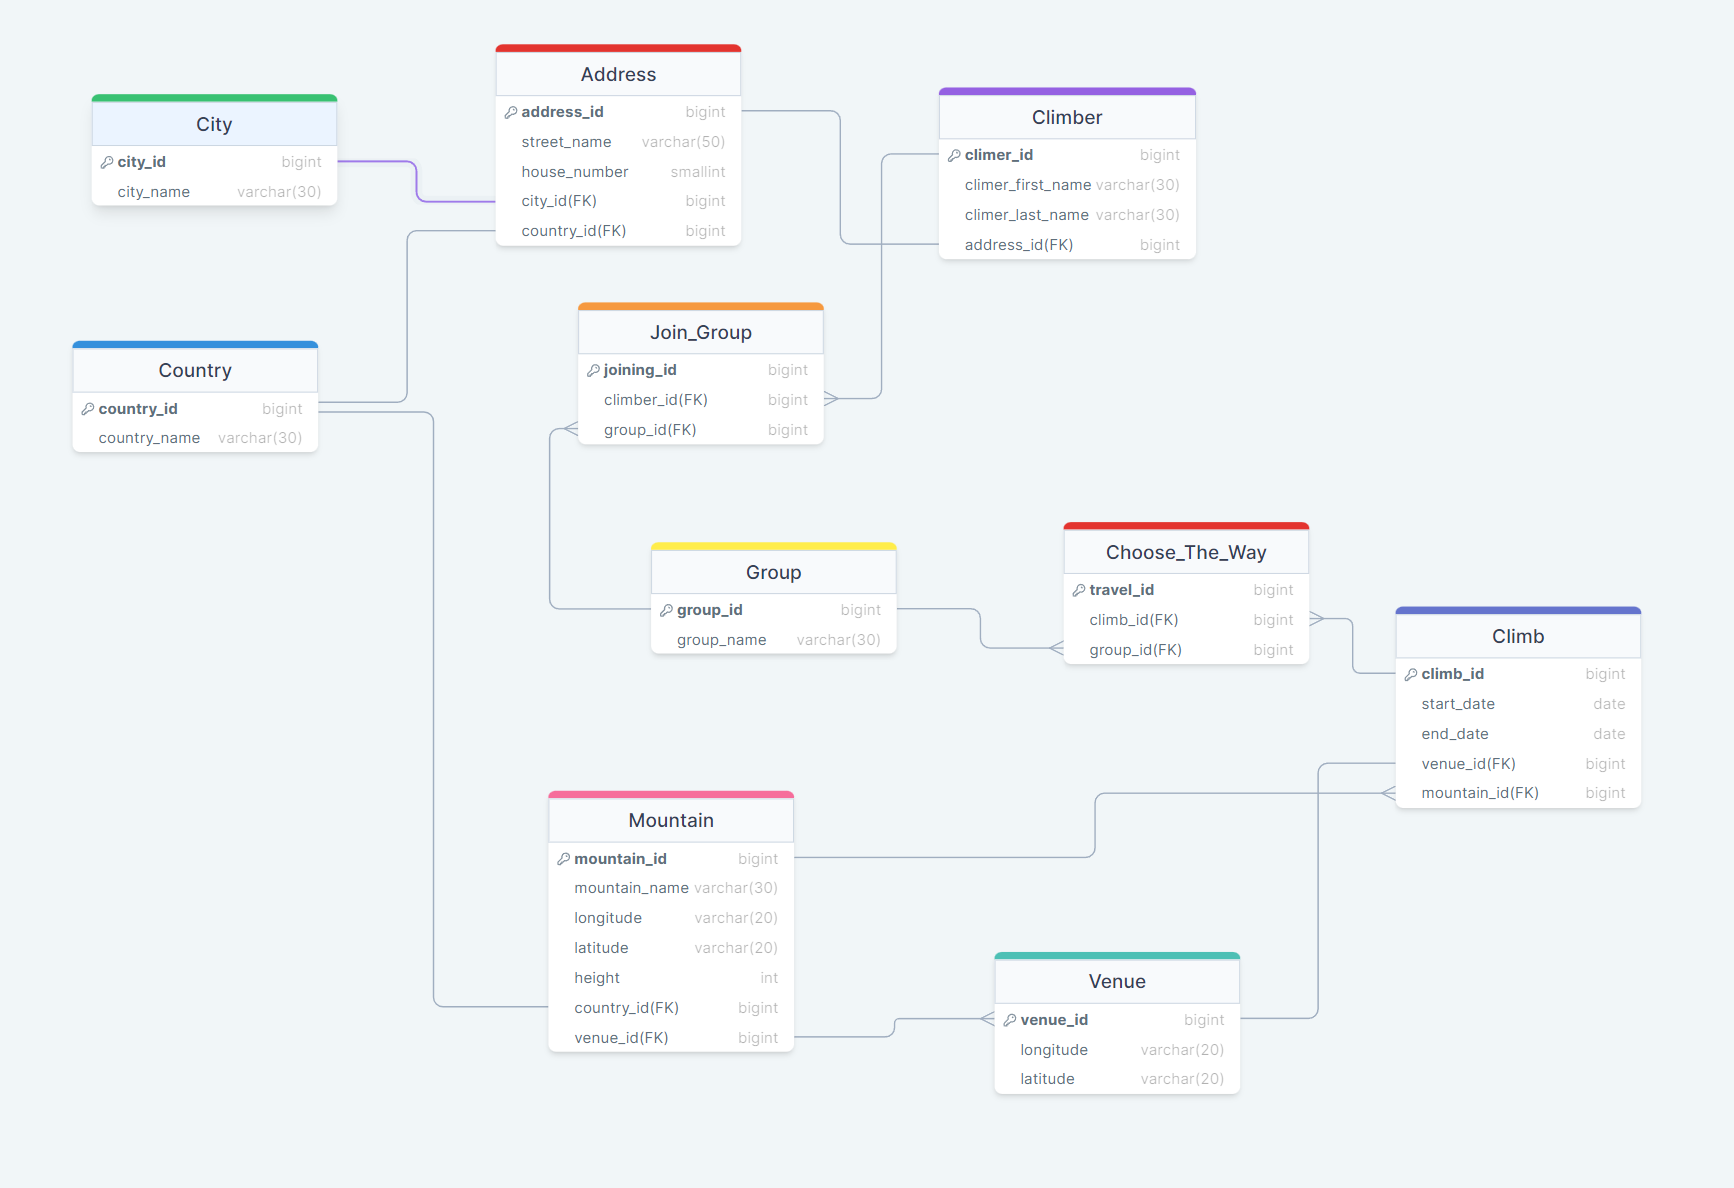 Address
address_id bigint
street_name varchar(50)
house_number smallint
city_id(FK) bigint
country_id(FK) bigint
City
city_id bigint
city_name varchar(30)
Climber
climer_id bigint
climer_first_name varchar(30)
climer_last_name varchar(30)
address_id(FK) bigint
Join_Group
joining_id bigint
climber_id(FK) bigint
group_id(FK) bigint
Country
country_id bigint
country_name varchar(30)
Group
group_id bigint
group_name varchar(30)
Choose_The_Way
travel_id bigint
climb_id(FK) bigint
group_id(FK) bigint
Climb
climb_id bigint
start_date date
end_date date
venue_id(FK) bigint
mountain_id(FK) bigint
Mountain
mountain_id bigint
mountain_name varchar(30)
longitude varchar(20)
latitude varchar(20)
height int
country_id(FK) bigint
venue_id(FK) bigint
Venue
venue_id bigint
longitude varchar(20)
latitude varchar(20)